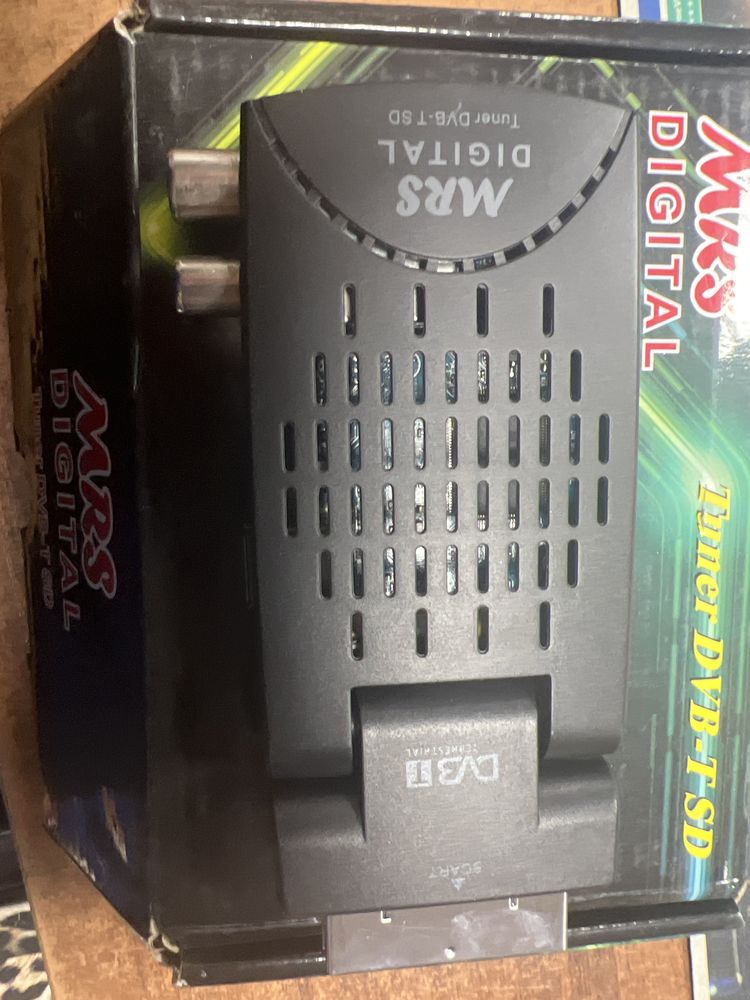 MRS
DIGITAL
Tuner DVB-T SD
MRS
DIGITAL
Tuner DVB-T SD
MRS
DIGITAL
Tuner DVB-T SD
DVB T
TERRESTRIAL
SCART